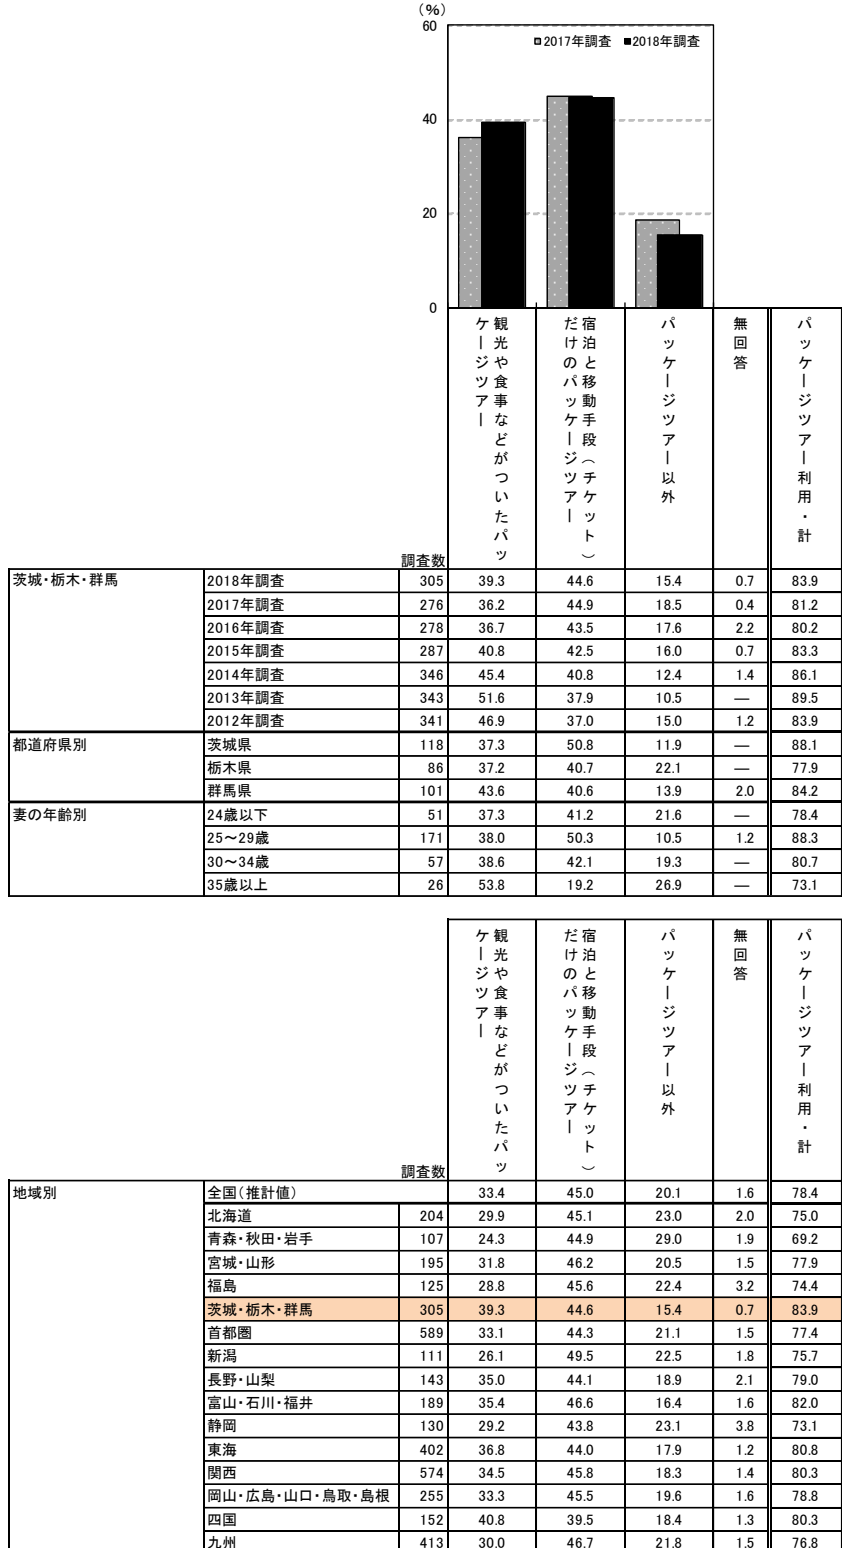 (%)
60
40
20
0
2017年調査 2018年調査
観光や食事などがついたパッケージツアー
宿泊と移動手段(チケット)だけのパッケージツアー
パッケージツアー以外
無回答
パッケージツアー利用・計
調査数
茨城・栃木・群馬 2018年調査 305 39.3 44.6 15.4 0.7 83.9
2017年調査 276 36.2 44.9 18.5 0.4 81.2
2016年調査 278 36.7 43.5 17.6 2.2 80.2
2015年調査 287 40.8 42.5 16.0 0.7 83.3
2014年調査 346 45.4 40.8 12.4 1.4 86.1
2013年調査 343 51.6 37.9 10.5 ― 89.5
2012年調査 341 46.9 37.0 15.0 1.2 83.9
都道府県別 茨城県 118 37.3 50.8 11.9 ― 88.1
栃木県 86 37.2 40.7 22.1 ― 77.9
群馬県 101 43.6 40.6 13.9 2.0 84.2
妻の年齢別 24歳以下 51 37.3 41.2 21.6 ― 78.4
25~29歳 171 38.0 50.3 10.5 1.2 88.3
30~34歳 57 38.6 42.1 19.3 ― 80.7
35歳以上 26 53.8 19.2 26.9 ― 73.1
観光や食事などがついたパッケージツアー
宿泊と移動手段(チケット)だけのパッケージツアー
パッケージツアー以外
無回答
パッケージツアー利用・計
調査数
地域別 全国(推計値) 33.4 45.0 20.1 1.6 78.4
北海道 204 29.9 45.1 23.0 2.0 75.0
青森・秋田・岩手 107 24.3 44.9 29.0 1.9 69.2
宮城・山形 195 31.8 46.2 20.5 1.5 77.9
福島 125 28.8 45.6 22.4 3.2 74.4
茨城・栃木・群馬 305 39.3 44.6 15.4 0.7 83.9
首都圏 589 33.1 44.3 21.1 1.5 77.4
新潟 111 26.1 49.5 22.5 1.8 75.7
長野・山梨 143 35.0 44.1 18.9 2.1 79.0
富山・石川・福井 189 35.4 46.6 16.4 1.6 82.0
静岡 130 29.2 43.8 23.1 3.8 73.1
東海 402 36.8 44.0 17.9 1.2 80.8
関西 574 34.5 45.8 18.3 1.4 80.3
岡山・広島・山口・鳥取・島根 255 33.3 45.5 19.6 1.6 78.8
四国 152 40.8 39.5 18.4 1.3 80.3
九州 413 30.0 46.7 21.8 1.5 76.8